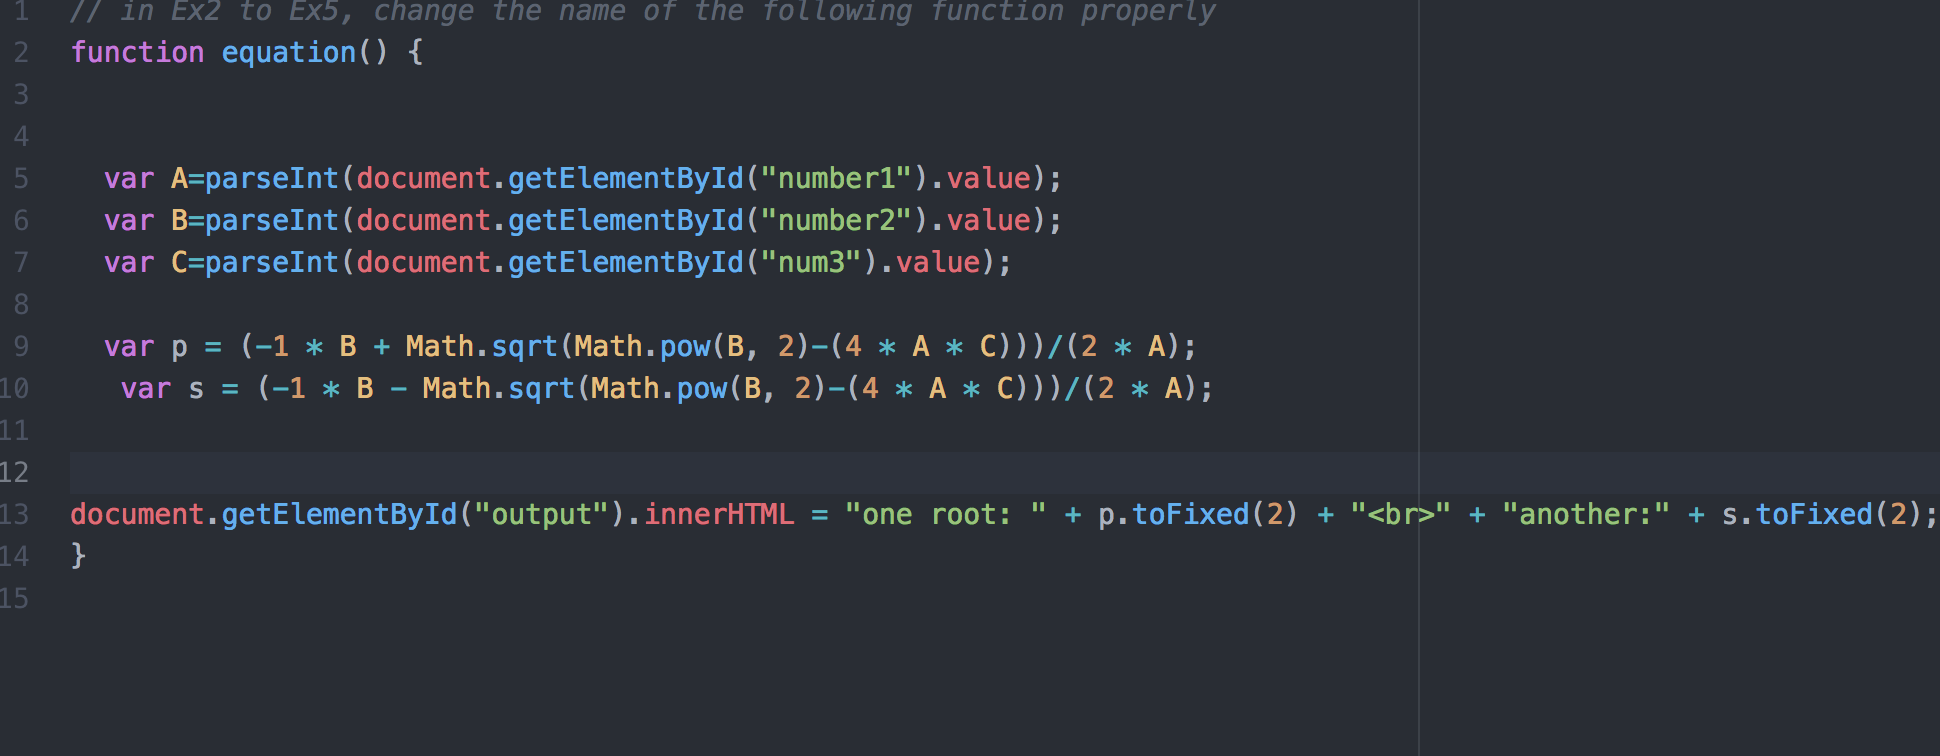 1 // in Ex2 to Ex5, change the name of the following function properly
2 function equation() {
3
4
5 var A=parseInt(document.getElementById("number1").value);
6 var B=parseInt(document.getElementById("number2").value);
7 var C=parseInt(document.getElementById("num3").value);
8
9 var p = (-1 * B + Math.sqrt(Math.pow(B, 2)-(4 * A * C)))/(2 * A);
10 var s = (-1 * B - Math.sqrt(Math.pow(B, 2)-(4 * A * C)))/(2 * A);
11
12
13 document.getElementById("output").innerHTML = "one root: " + p.toFixed(2) + "<br>" + "another:" + s.toFixed(2);
14 }
15